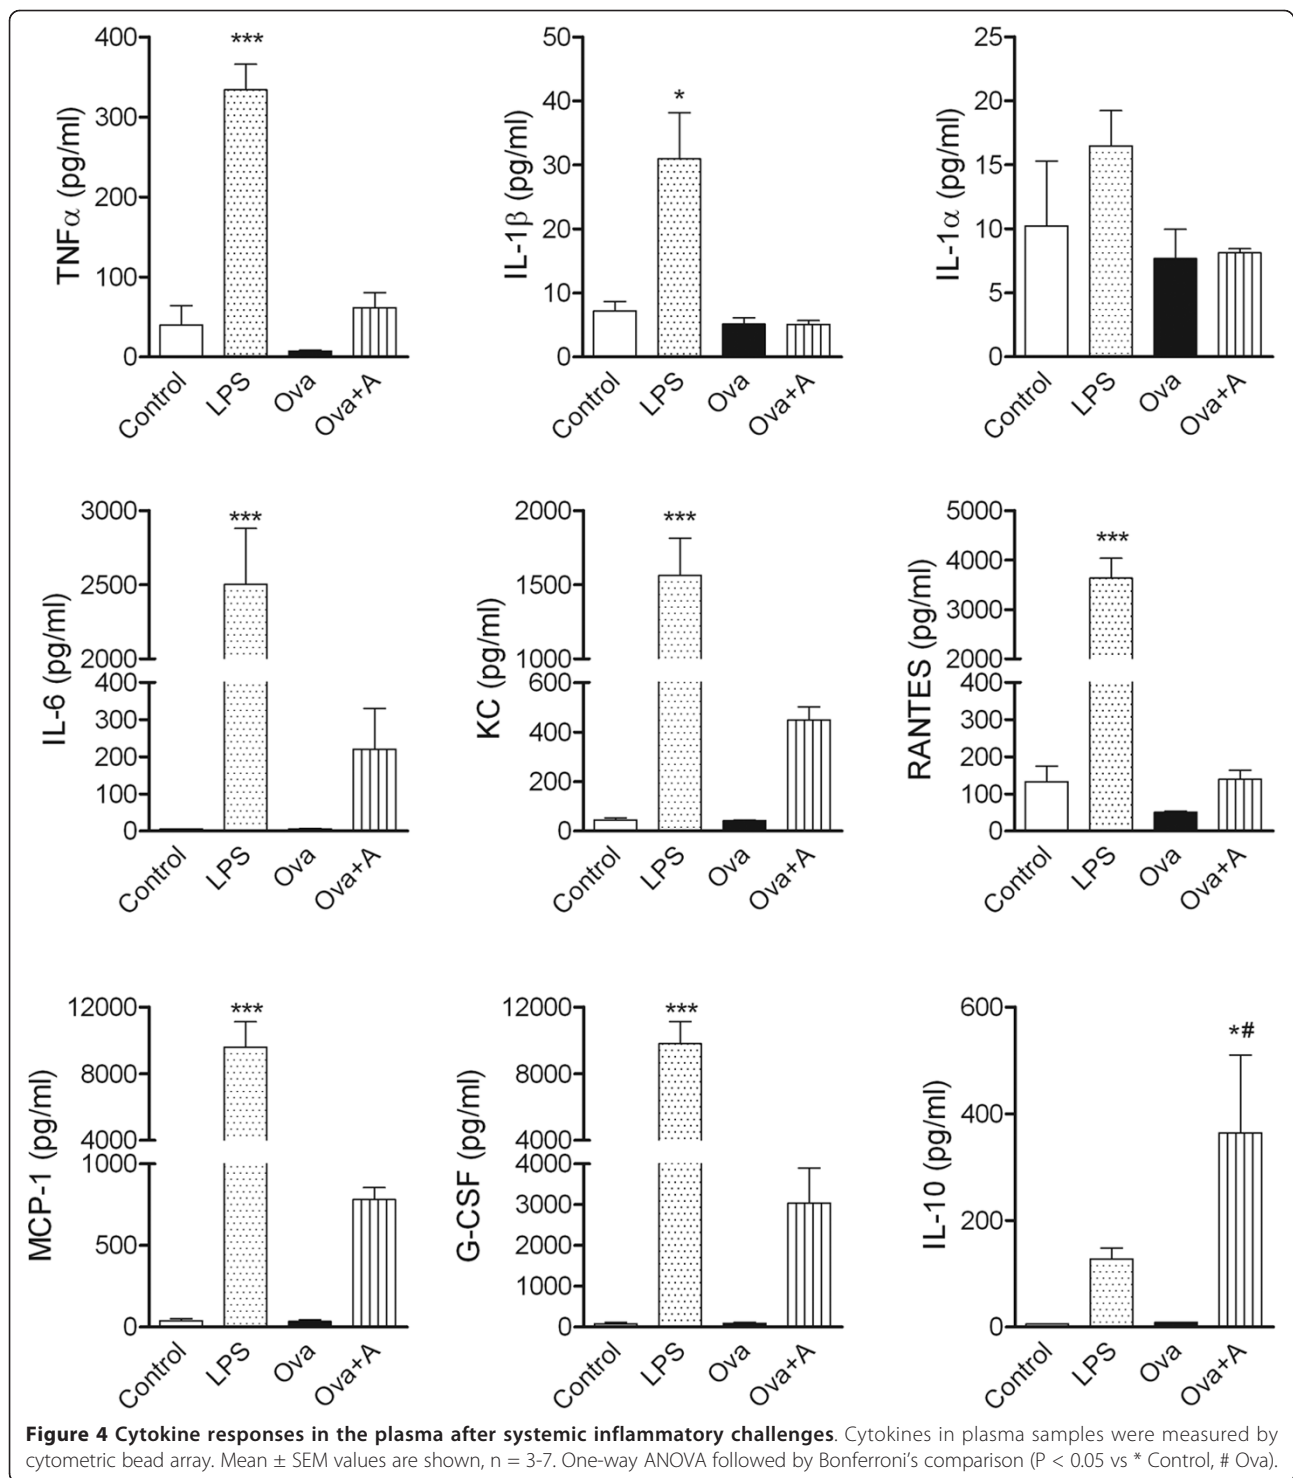 400
300
200
100
0
TNFα (pg/ml)
***
Control
LPS
Ova
Ova+A
50
40
30
20
10
0
IL-1β (pg/ml)
*
Control
LPS
Ova
Ova+A
25
20
15
10
5
0
IL-1α (pg/ml)
Control
LPS
Ova
Ova+A
3000
2500
2000
400
300
200
100
0
IL-6 (pg/ml)
***
Control
LPS
Ova
Ova+A
2000
1500
1000
600
400
200
0
KC (pg/ml)
***
Control
LPS
Ova
Ova+A
5000
4000
3000
2000
400
300
200
100
0
RANTES (pg/ml)
***
Control
LPS
Ova
Ova+A
12000
8000
4000
1000
500
0
MCP-1 (pg/ml)
***
Control
LPS
Ova
Ova+A
12000
8000
4000
4000
3000
2000
1000
0
G-CSF (pg/ml)
***
Control
LPS
Ova
Ova+A
600
400
200
0
IL-10 (pg/ml)
*#
Control
LPS
Ova
Ova+A
Figure 4 Cytokine responses in the plasma after systemic inflammatory challenges. Cytokines in plasma samples were measured by
cytometric bead array. Mean ± SEM values are shown, n = 3-7. One-way ANOVA followed by Bonferroni's comparison (P < 0.05 vs * Control, # Ova).